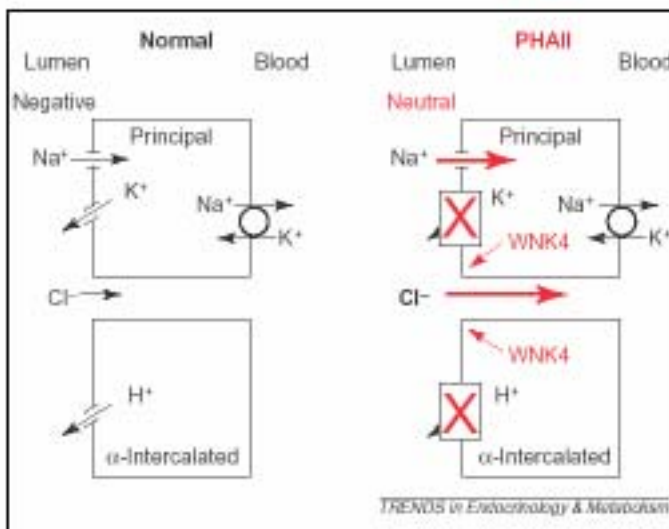 Normal
Lumen
Blood
Negative
Principal
Na⁺
K⁺
Na⁺
K⁺
Cl⁻
H⁺
α-Intercalated
PHAII
Lumen
Blood
Neutral
Principal
Na⁺
K⁺
Na⁺
K⁺
WNK4
Cl⁻
WNK4
H⁺
α-Intercalated
TRENDS in Endocrinology & Metabolism